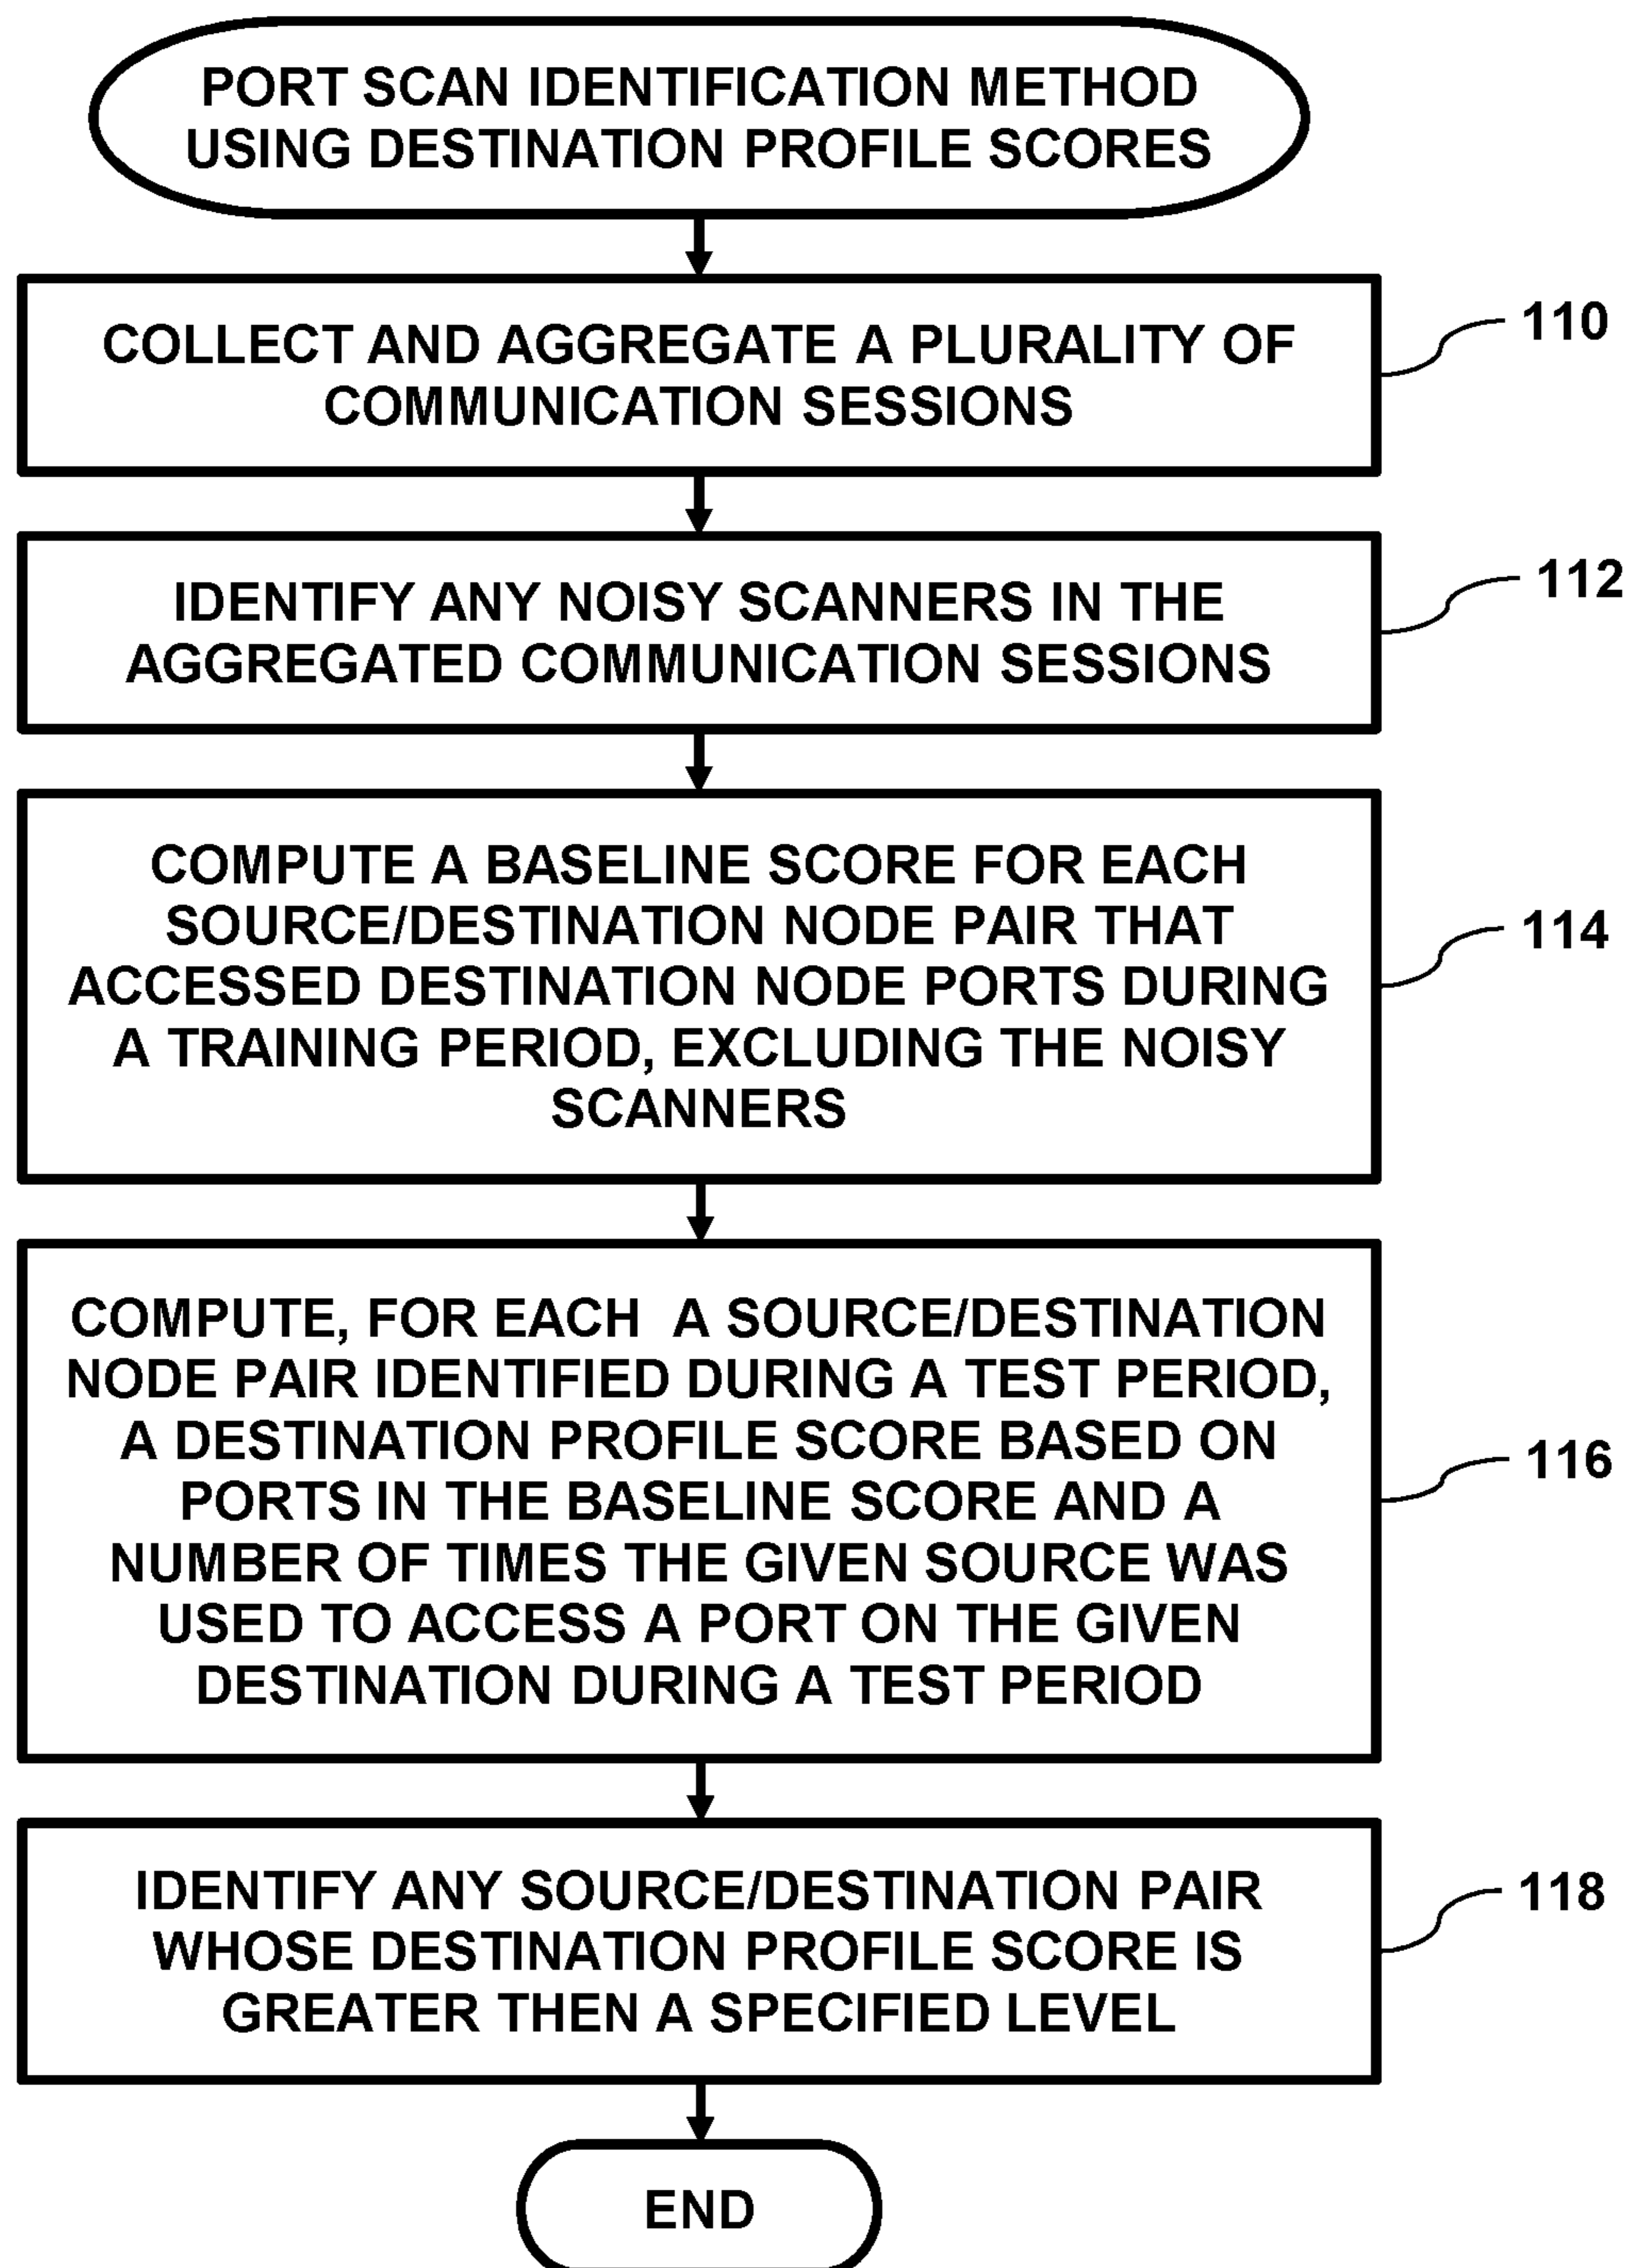 PORT SCAN IDENTIFICATION METHOD
USING DESTINATION PROFILE SCORES
COLLECT AND AGGREGATE A PLURALITY OF
COMMUNICATION SESSIONS
110
IDENTIFY ANY NOISY SCANNERS IN THE
AGGREGATED COMMUNICATION SESSIONS
112
COMPUTE A BASELINE SCORE FOR EACH
SOURCE/DESTINATION NODE PAIR THAT
ACCESSED DESTINATION NODE PORTS DURING
A TRAINING PERIOD, EXCLUDING THE NOISY
SCANNERS
114
COMPUTE, FOR EACH A SOURCE/DESTINATION
NODE PAIR IDENTIFIED DURING A TEST PERIOD,
A DESTINATION PROFILE SCORE BASED ON
PORTS IN THE BASELINE SCORE AND A
NUMBER OF TIMES THE GIVEN SOURCE WAS
USED TO ACCESS A PORT ON THE GIVEN
DESTINATION DURING A TEST PERIOD
116
IDENTIFY ANY SOURCE/DESTINATION PAIR
WHOSE DESTINATION PROFILE SCORE IS
GREATER THEN A SPECIFIED LEVEL
118
END